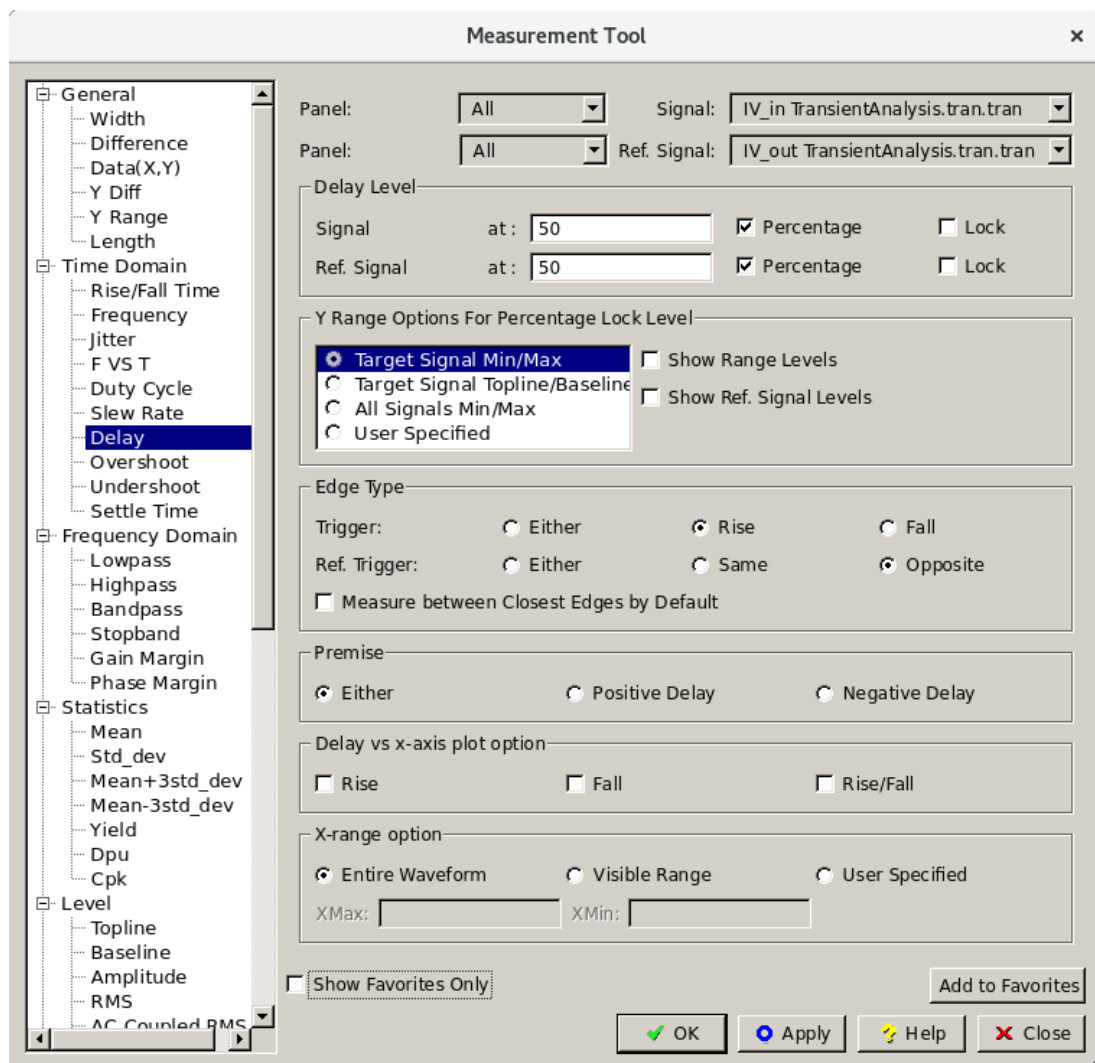 Measurement Tool
General
Width
Difference
Data(X,Y)
Y Diff
Y Range
Length
Time Domain
Rise/Fall Time
Frequency
Jitter
F VS T
Duty Cycle
Slew Rate
Delay
Overshoot
Undershoot
Settle Time
Frequency Domain
Lowpass
Highpass
Bandpass
Stopband
Gain Margin
Phase Margin
Statistics
Mean
Std_dev
Mean+3std_dev
Mean-3std_dev
Yield
Dpu
Cpk
Level
Topline
Baseline
Amplitude
RMS
AC Coupled RMS
Panel: All Signal: IV_in TransientAnalysis.tran.tran
Panel: All Ref. Signal: IV_out TransientAnalysis.tran.tran
Delay Level
Signal at : 50 Percentage Lock
Ref. Signal at : 50 Percentage Lock
Y Range Options For Percentage Lock Level
Target Signal Min/Max
Target Signal Topline/Baseline
All Signals Min/Max
User Specified
Show Range Levels
Show Ref. Signal Levels
Edge Type
Trigger: Either Rise Fall
Ref. Trigger: Either Same Opposite
Measure between Closest Edges by Default
Premise
Either Positive Delay Negative Delay
Delay vs x-axis plot option
Rise Fall Rise/Fall
X-range option
Entire Waveform Visible Range User Specified
XMax: XMin:
Show Favorites Only Add to Favorites
OK Apply Help Close